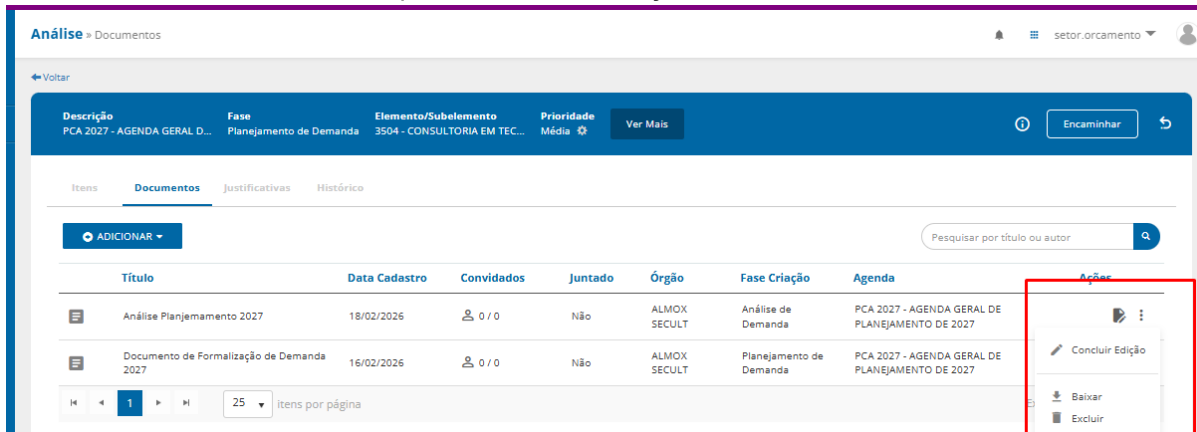 Análise » Documentos
setor.orcamento
Voltar
Descrição Fase Elemento/Subelemento Prioridade
PCA 2027 - AGENDA GERAL D... Planejamento de Demanda 3504 - CONSULTORIA EM TEC... Média
Ver Mais
Encaminhar
Itens Documentos Justificativas Histórico
ADICIONAR
Pesquisar por título ou autor
Título Data Cadastro Convidados Juntado Órgão Fase Criação Agenda Ações
Análise Planjemamento 2027 18/02/2026 0 / 0 Não ALMOX SECULT Análise de Demanda PCA 2027 - AGENDA GERAL DE PLANEJAMENTO DE 2027
Documento de Formalização de Demanda 2027 16/02/2026 0 / 0 Não ALMOX SECULT Planejamento de Demanda PCA 2027 - AGENDA GERAL DE PLANEJAMENTO DE 2027
Concluir Edição
Baixar
Excluir
1 25 itens por página